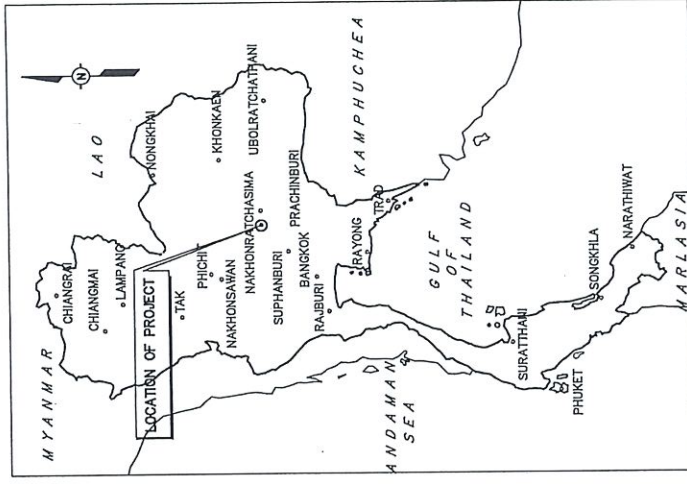 MYANMAR
LAO
CHIANGRAI
CHIANGMAI
LAMPANG
NONGKHAI
LOCATION OF PROJECT
TAK
PHICHI
KHONKAEN
NAKHONSAWAN
NAKHONRATCHASIMA
UBOLRATCHATHANI
SUPHANBURI
PRACHINBURI
BANGKOK
RAJBURI
RAYONG
TRAD
KAMPHUCHEA
GULF
OF
THAILAND
ANDAMAN
SEA
SURATTHANI
PHUKET
SONGKHLA
NARATHIWAT
MARLASIA
N